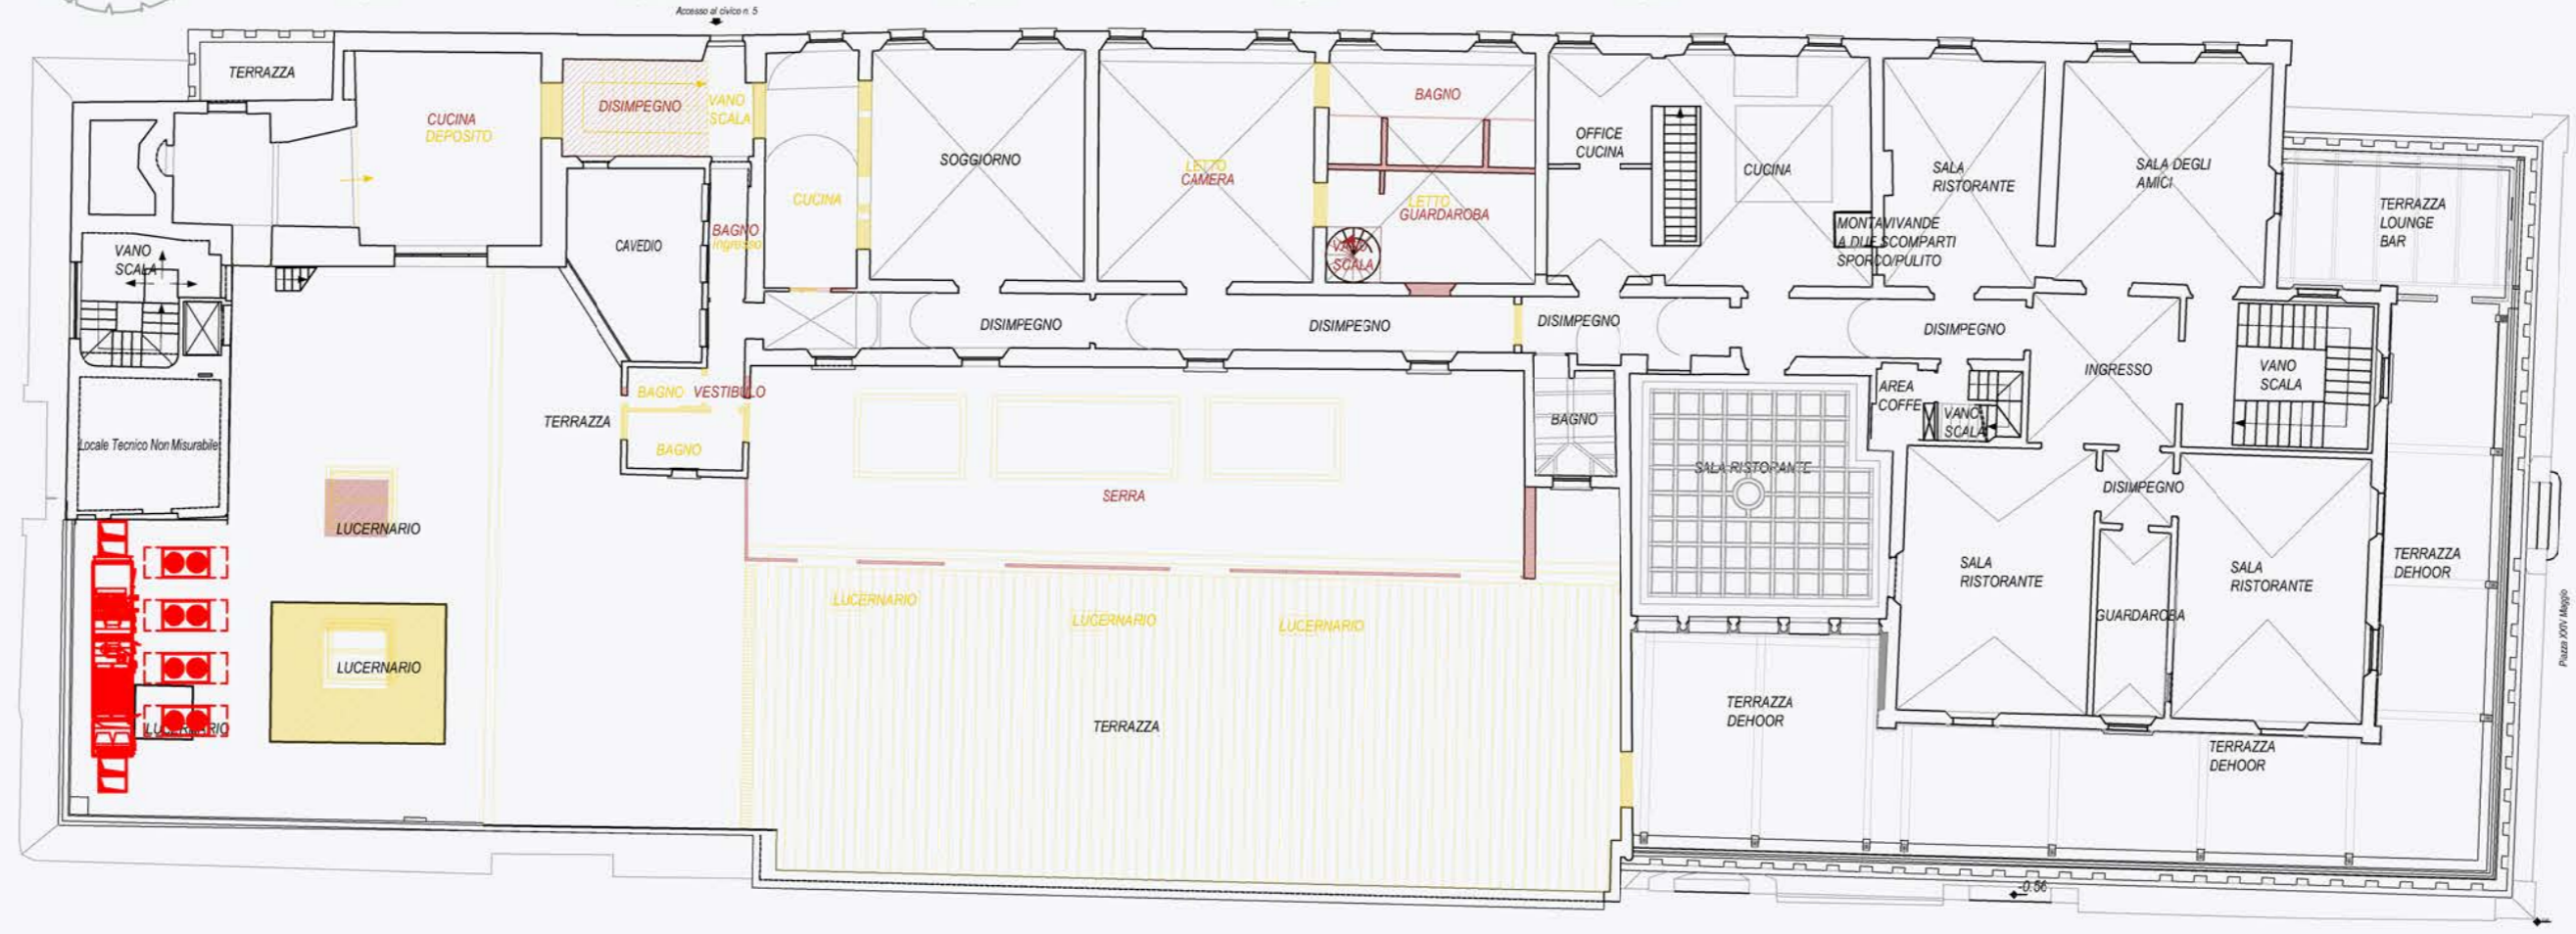 Accesso al civico n. 5
TERRAZZA
CUCINA
DEPOSITO
DISIMPEGNO
VANO
SCALA
CUCINA
SOGGIORNO
LETTO
CAMERA
BAGNO
LETTO
GUARDAROBA
VANO
SCALA
OFFICE
CUCINA
CUCINA
MONTAVIVANDE
A DUE SCOMPARTI
SPORCO/PULITO
SALA
RISTORANTE
SALA DEGLI
AMICI
TERRAZZA
LOUNGE
BAR
VANO
SCALA
CAVEDIO
BAGNO
ingresso
DISIMPEGNO
DISIMPEGNO
DISIMPEGNO
DISIMPEGNO
INGRESSO
VANO
SCALA
Locale Tecnico Non Misurabile
TERRAZZA
BAGNO
VESTIBULO
BAGNO
BAGNO
AREA
COFFE
VANO
SCALA
SALA RISTORANTE
DISIMPEGNO
SERRA
LUCERNARIO
LUCERNARIO
LUCERNARIO
LUCERNARIO
LUCERNARIO
LUCERNARIO
TERRAZZA
SALA
RISTORANTE
GUARDAROBA
SALA
RISTORANTE
TERRAZZA
DEHOOR
TERRAZZA
DEHOOR
TERRAZZA
DEHOOR
Piazza XXIV Maggio
-0.56